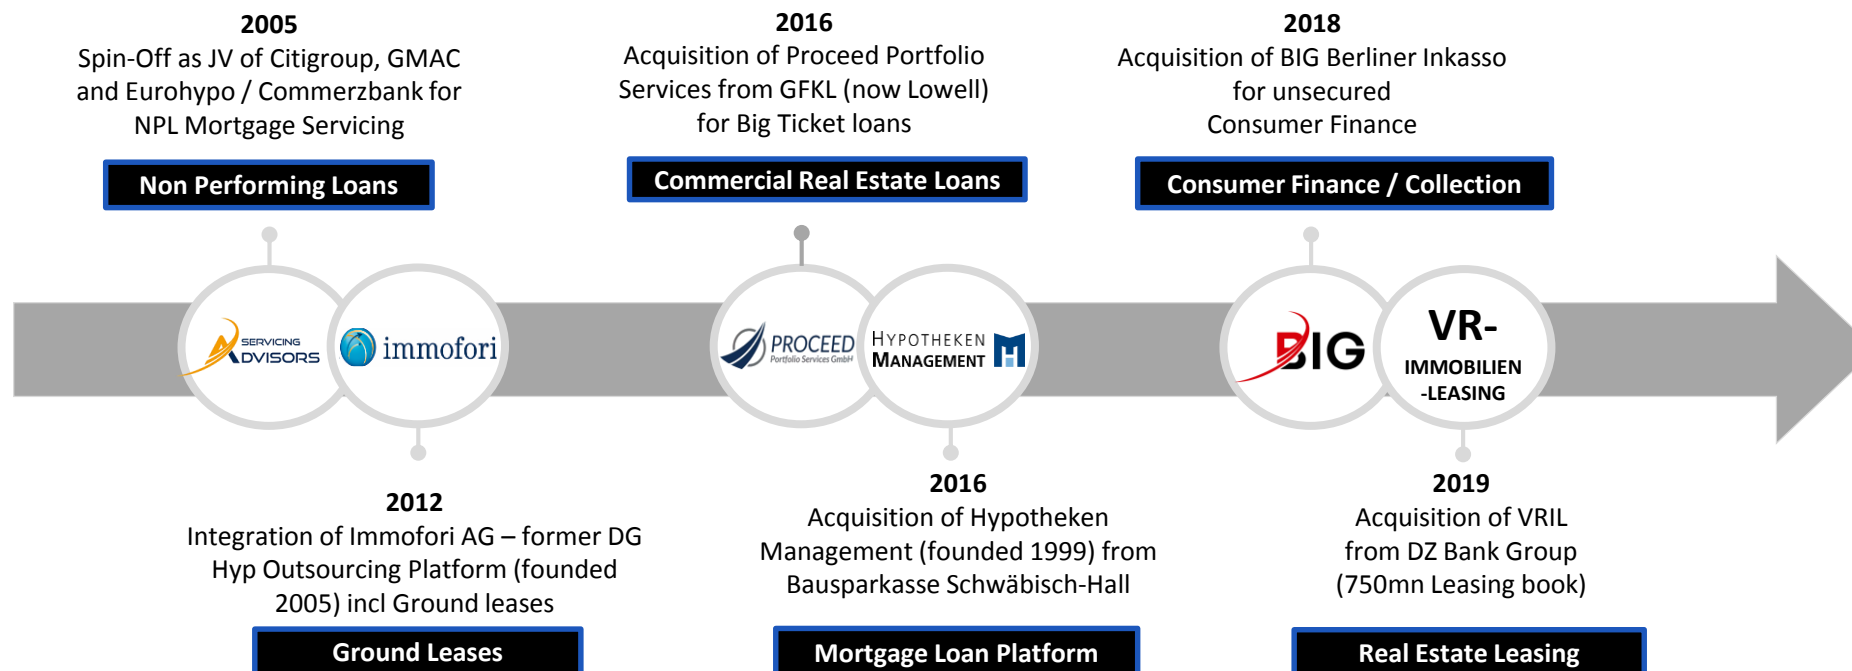 2005
Spin-Off as JV of Citigroup, GMAC
and Eurohypo / Commerzbank for
NPL Mortgage Servicing
Non Performing Loans
2016
Acquisition of Proceed Portfolio
Services from GFKL (now Lowell)
for Big Ticket loans
Commercial Real Estate Loans
2018
Acquisition of BIG Berliner Inkasso
for unsecured
Consumer Finance
Consumer Finance / Collection
SERVICING
ADVISORS
immofori
PROCEED
Portfolio Services GmbH
HYPOTHEKEN
MANAGEMENT
BIG
VR-
IMMOBILIEN
-LEASING
2012
Integration of Immofori AG – former DG
Hyp Outsourcing Platform (founded
2005) incl Ground leases
Ground Leases
2016
Acquisition of Hypotheken
Management (founded 1999) from
Bausparkasse Schwäbisch-Hall
Mortgage Loan Platform
2019
Acquisition of VRIL
from DZ Bank Group
(750mn Leasing book)
Real Estate Leasing